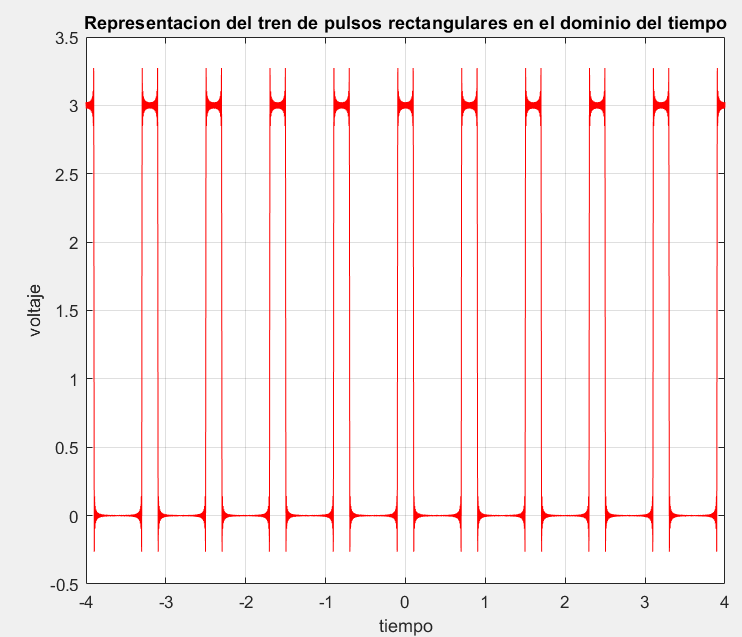 Representacion del tren de pulsos rectangulares en el dominio del tiempo
3.5
3
2.5
2
1.5
1
0.5
0
-0.5
voltaje
-4 -3 -2 -1 0 1 2 3 4
tiempo